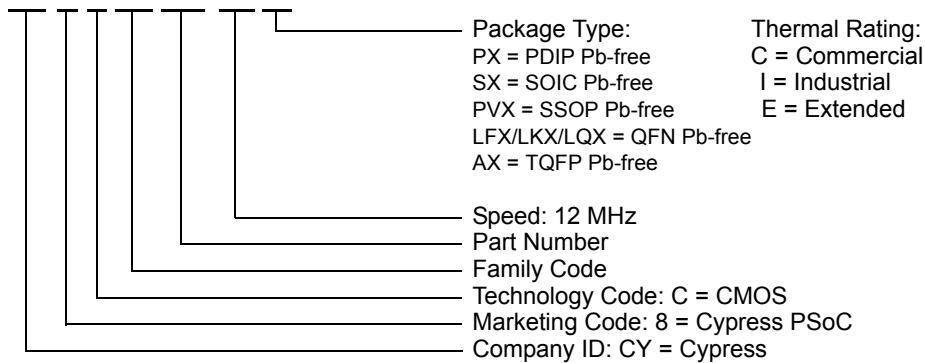 Package Type:
PX = PDIP Pb-free
SX = SOIC Pb-free
PVX = SSOP Pb-free
LFX/LKX/LQX = QFN Pb-free
AX = TQFP Pb-free
Thermal Rating:
C = Commercial
I = Industrial
E = Extended
Speed: 12 MHz
Part Number
Family Code
Technology Code: C = CMOS
Marketing Code: 8 = Cypress PSoC
Company ID: CY = Cypress